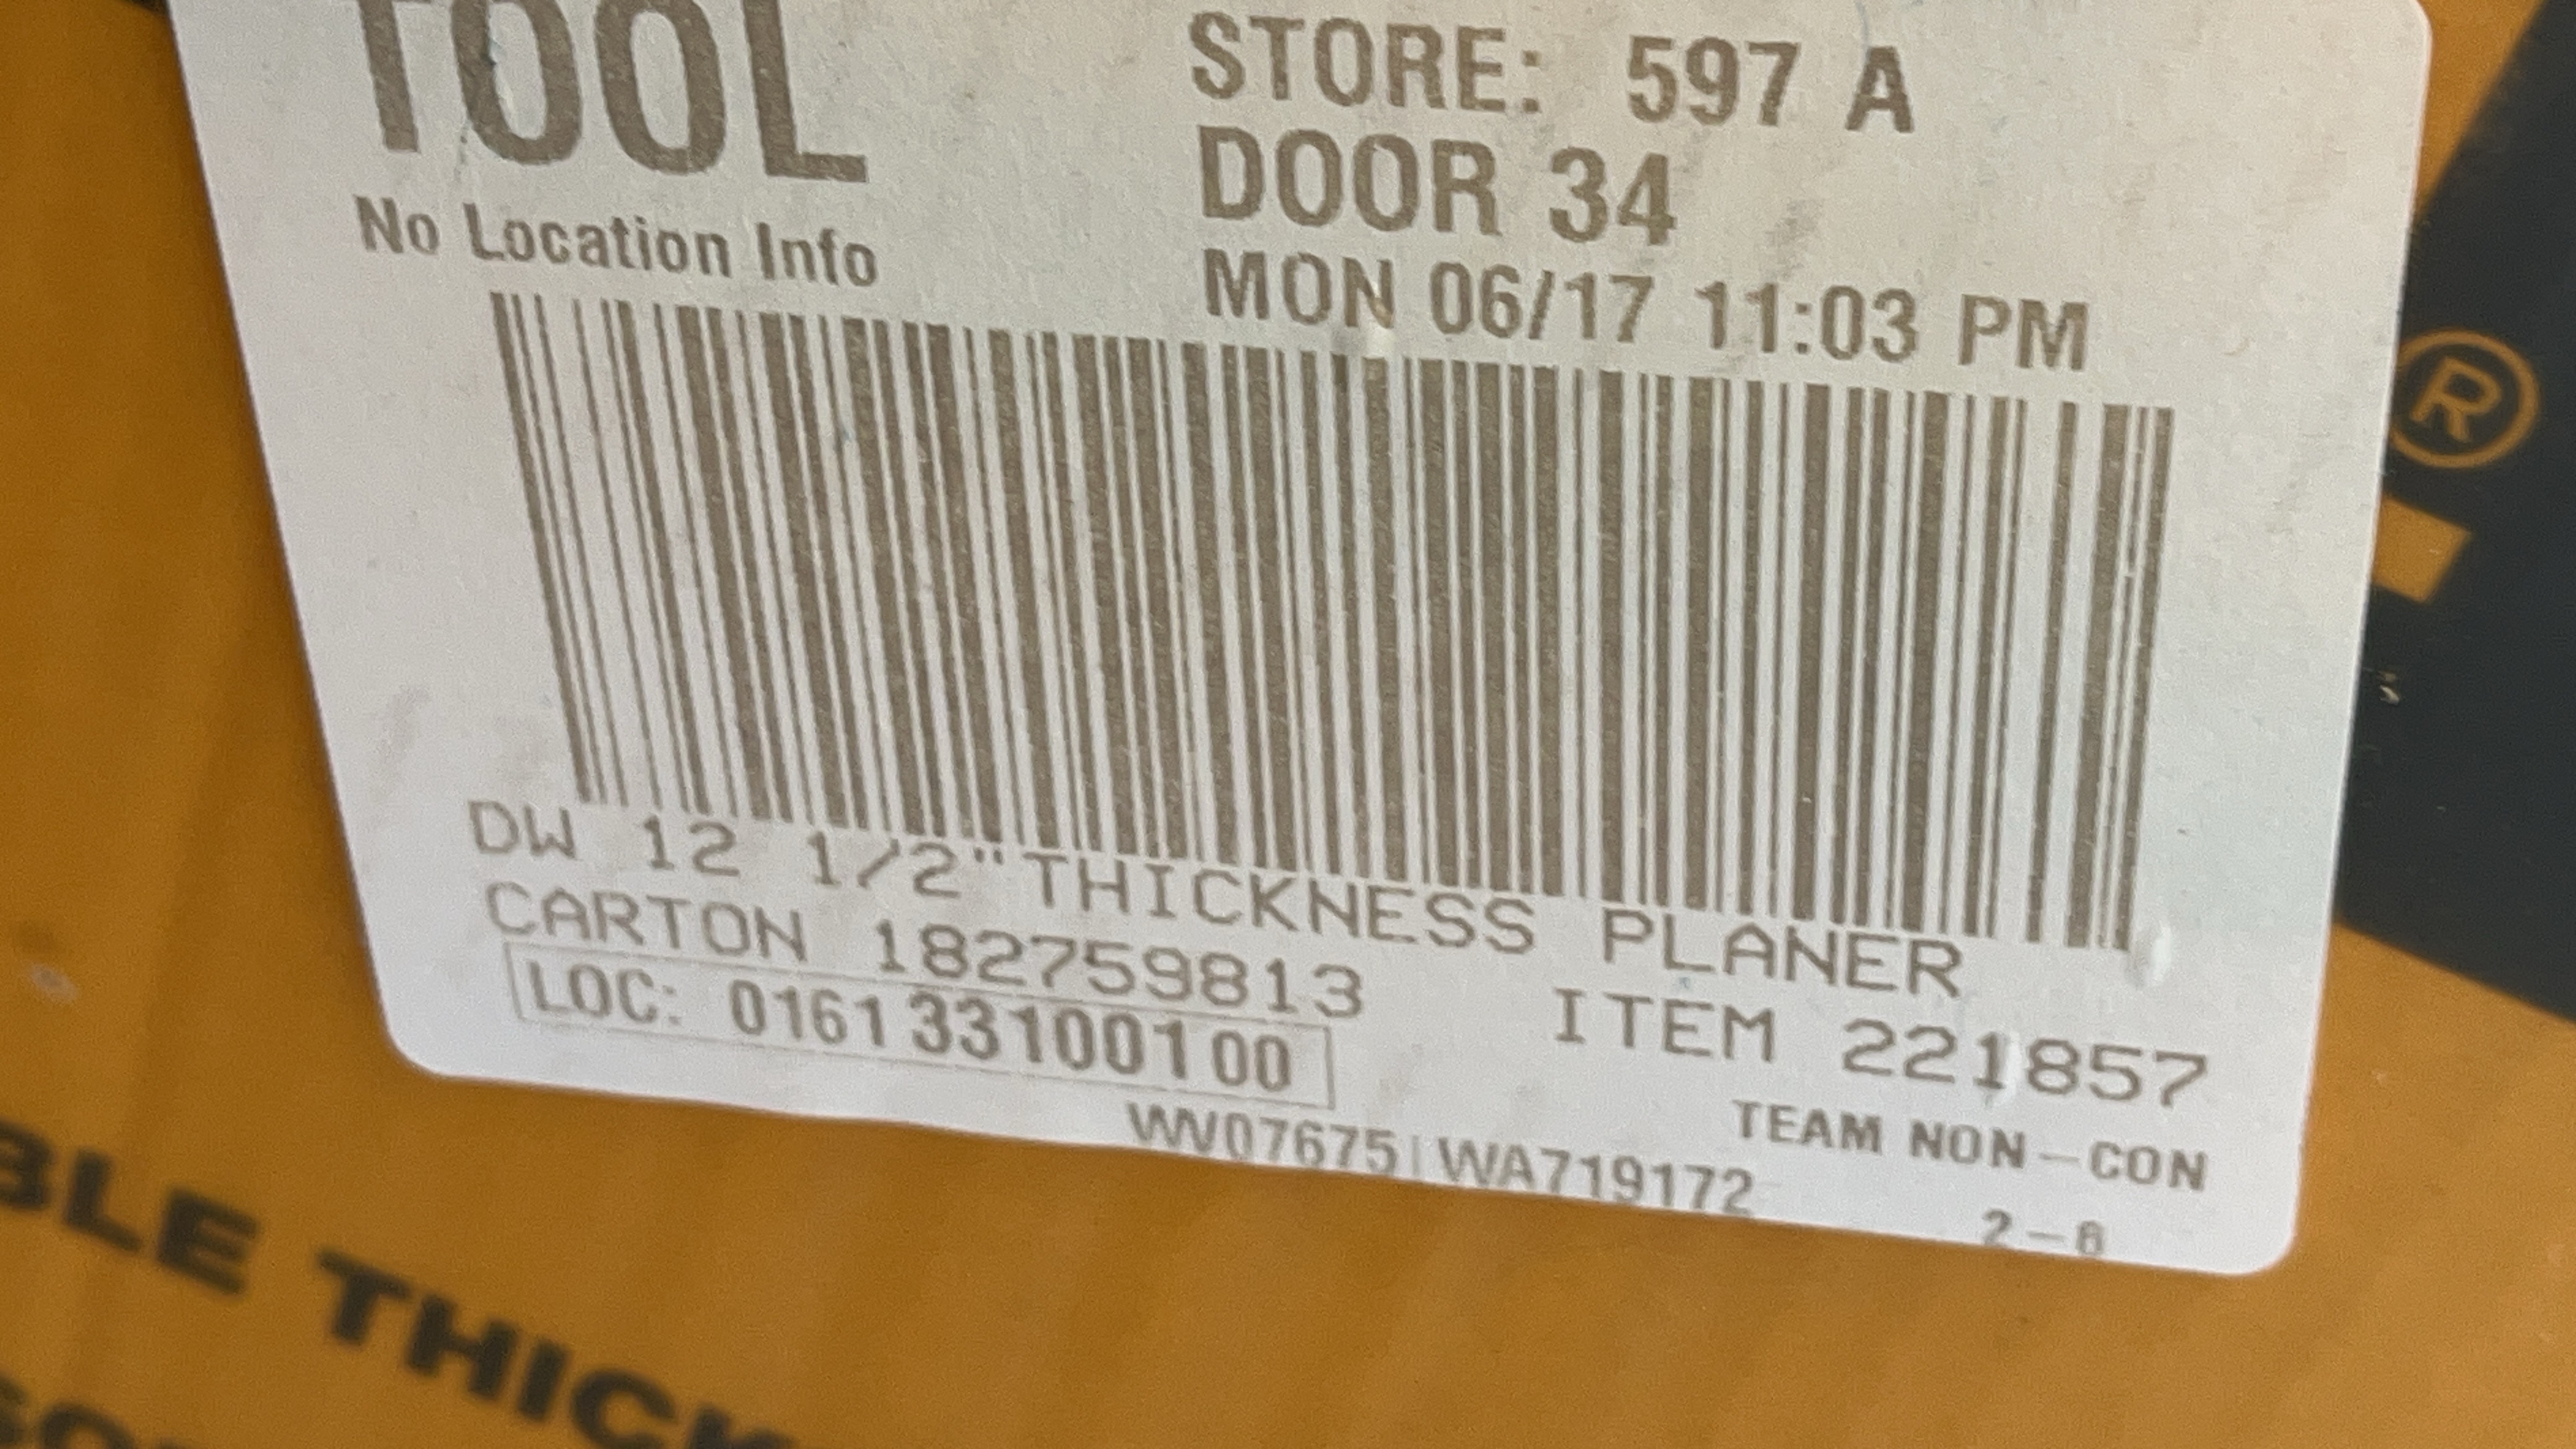 TOOL
STORE: 597 A
DOOR 34
No Location Info
MON 06/17 11:03 PM
DW 12 1/2"THICKNESS PLANER
CARTON 182759813
ITEM 221857
LOC: 016133100100
TEAM NON-CON
WV07675|WA719172
2-8
®
BLE THICK